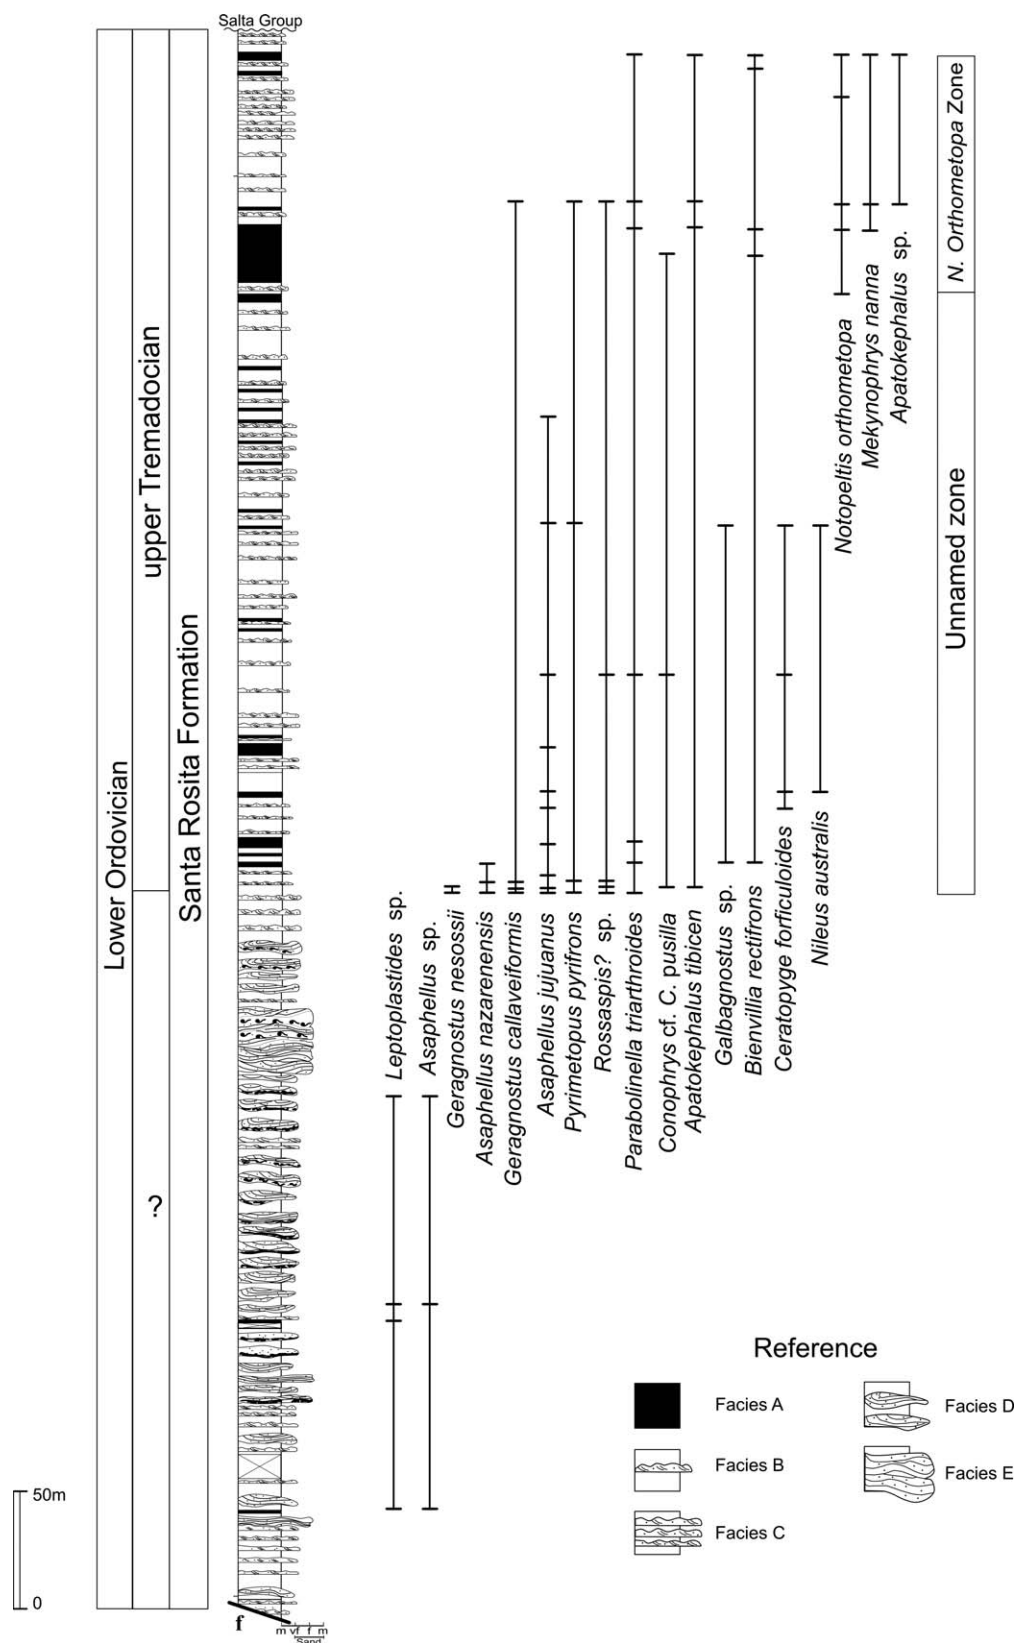 Salta Group
Lower Ordovician
upper Tremadocian
?
Santa Rosita Formation
Leptoplastides sp.
Asaphellus sp.
Geragnostus nesossii
Asaphellus nazarenensis
Geragnostus callaveiformis
Asaphellus jujuanus
Pyrimetopus pyrifrons
Rossaspis? sp.
Parabolinella triarthroides
Conophrys cf. C. pusilla
Apatokephalus tibicen
Galbagnostus sp.
Bienvillia rectifrons
Ceratopyge forficuloides
Nileus australis
Notopeltis orthometopa
Mekynophrys nanna
Apatokephalus sp.
N. Orthometopa Zone
Unnamed zone
50m
0
f
m vf f m
Sand
Reference
Facies A
Facies B
Facies C
Facies D
Facies E